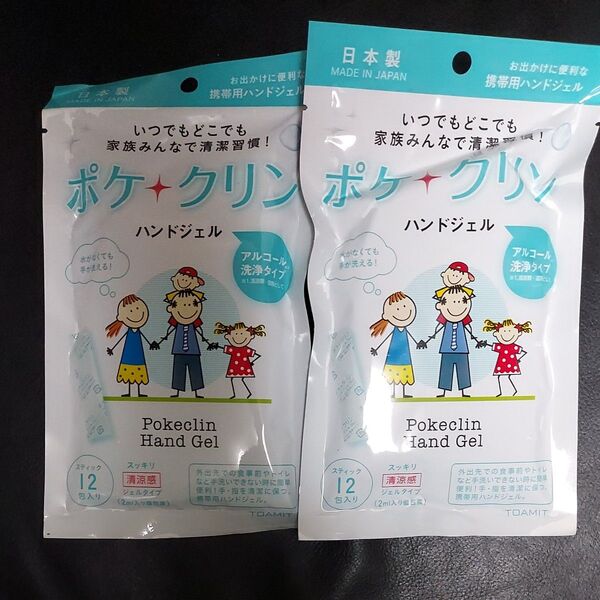 日本製
MADE IN JAPAN
お出かけに便利な
携帯用ハンドジェル
いつでもどこでも
家族みんなで清潔習慣！
ポケ クリン
ハンドジェル
水がなくても
手が洗える！
アルコール
洗浄タイプ
Pokeclin
Hand Gel
スティック
12
包入り
スッキリ
清涼感
ジェルタイプ
外出先での食事前やトイレ
など手洗いできない時に簡単
便利！手・指を清潔に保つ、
携帯用ハンドジェル。
TOAMIT
日本製
MADE IN JAPAN
お出かけに便利な
携帯用ハンドジェル
いつでもどこでも
家族みんなで清潔習慣！
ポケ クリン
ハンドジェル
水がなくても
手が洗える！
アルコール
洗浄タイプ
Pokeclin
Hand Gel
スティック
12
包入り
スッキリ
清涼感
ジェルタイプ
外出先での食事前やトイレ
など手洗いできない時に簡単
便利！手・指を清潔に保つ、
携帯用ハンドジェル。
TOAMIT